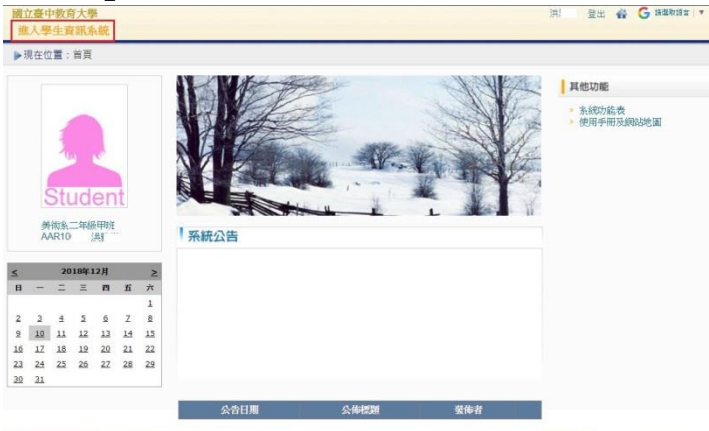 國立臺中教育大學
進入學生資訊系統
洪
登出
G 請選取語言 ▼
現在位置：首頁
Student
美術系二年級甲班
AAR10 洪
< 2018年12月 >
日 一 二 三 四 五 六
1
2 3 4 5 6 7 8
9 10 11 12 13 14 15
16 17 18 19 20 21 22
23 24 25 26 27 28 29
30 31
系統公告
公告日期 公佈標題 發佈者
其他功能
系統功能表
使用手冊及網站地圖